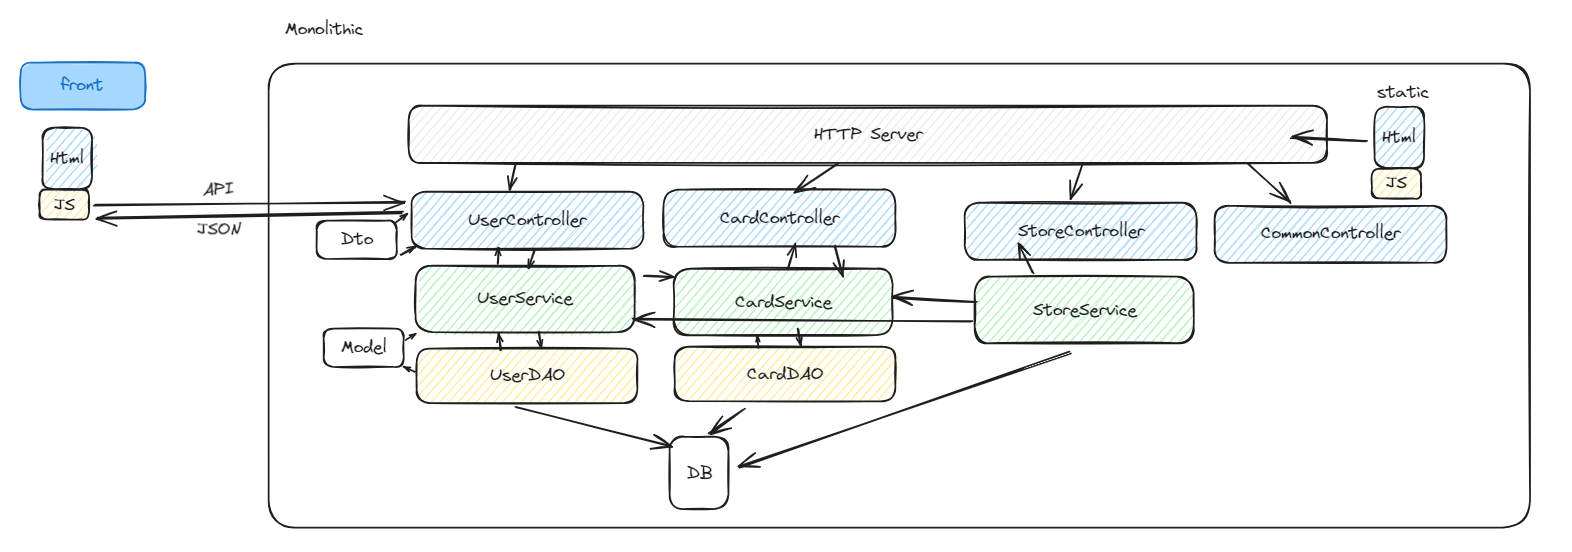 Monolithic
front
static
HTTP Server
Html
JS
Html
JS
API
JSON
Dto
UserController
CardController
StoreController
CommonController
UserService
CardService
StoreService
Model
UserDAO
CardDAO
DB